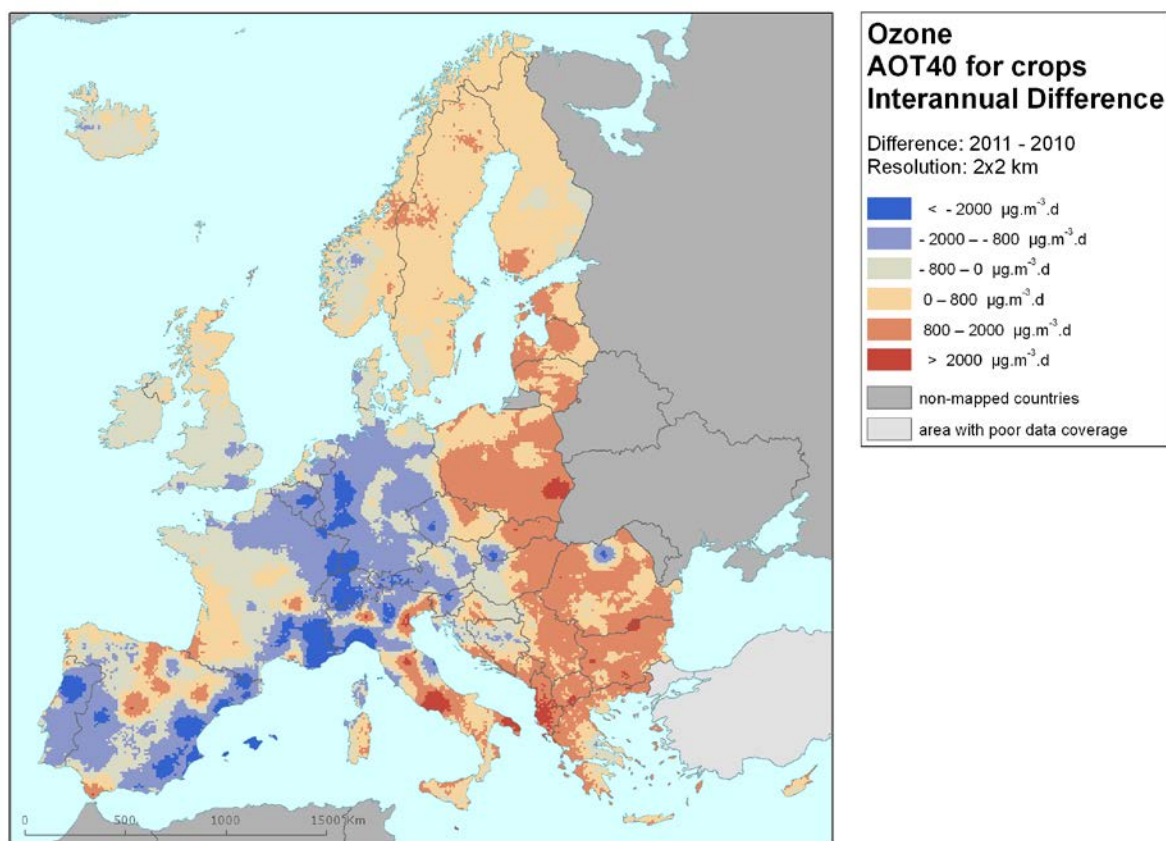 Ozone
AOT40 for crops
Interannual Difference
Difference: 2011 - 2010
Resolution: 2x2 km
< - 2000 µg.m⁻³.d
- 2000 – - 800 µg.m⁻³.d
- 800 – 0 µg.m⁻³.d
0 – 800 µg.m⁻³.d
800 – 2000 µg.m⁻³.d
> 2000 µg.m⁻³.d
non-mapped countries
area with poor data coverage
0 500 1000 1500 Km